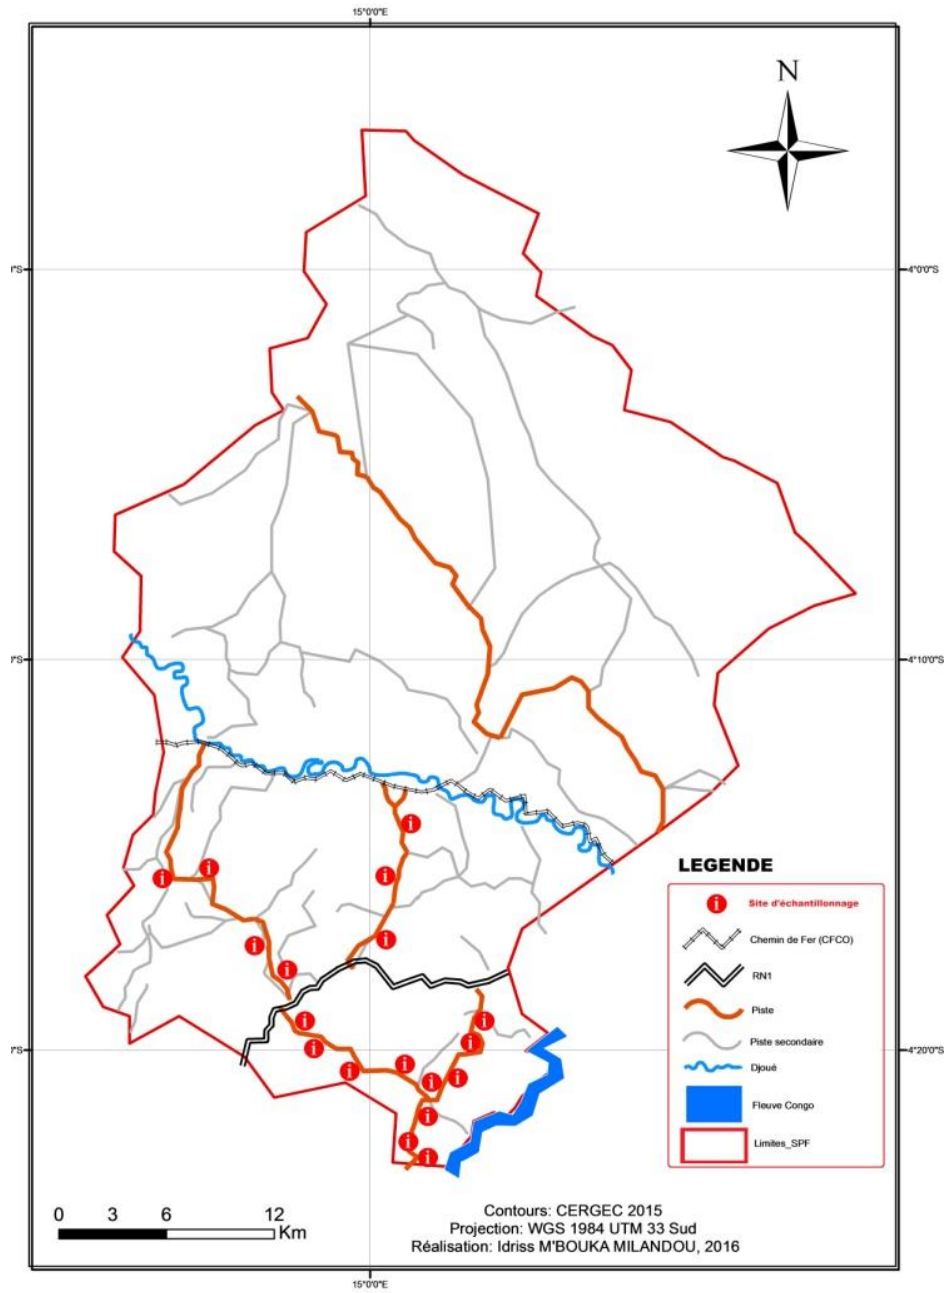 15°0'0"E
N
4°0'0"S
4°10'0"S
4°20'0"S
LEGENDE
Site d'échantillonnage
Chemin de Fer (CFCO)
RN1
Piste
Piste secondaire
Djoué
Fleuve Congo
Limites_SPF
0 3 6 12
Km
Contours: CERGEC 2015
Projection: WGS 1984 UTM 33 Sud
Réalisation: Idriss M'BOUKA MILANDOU, 2016
15°0'0"E